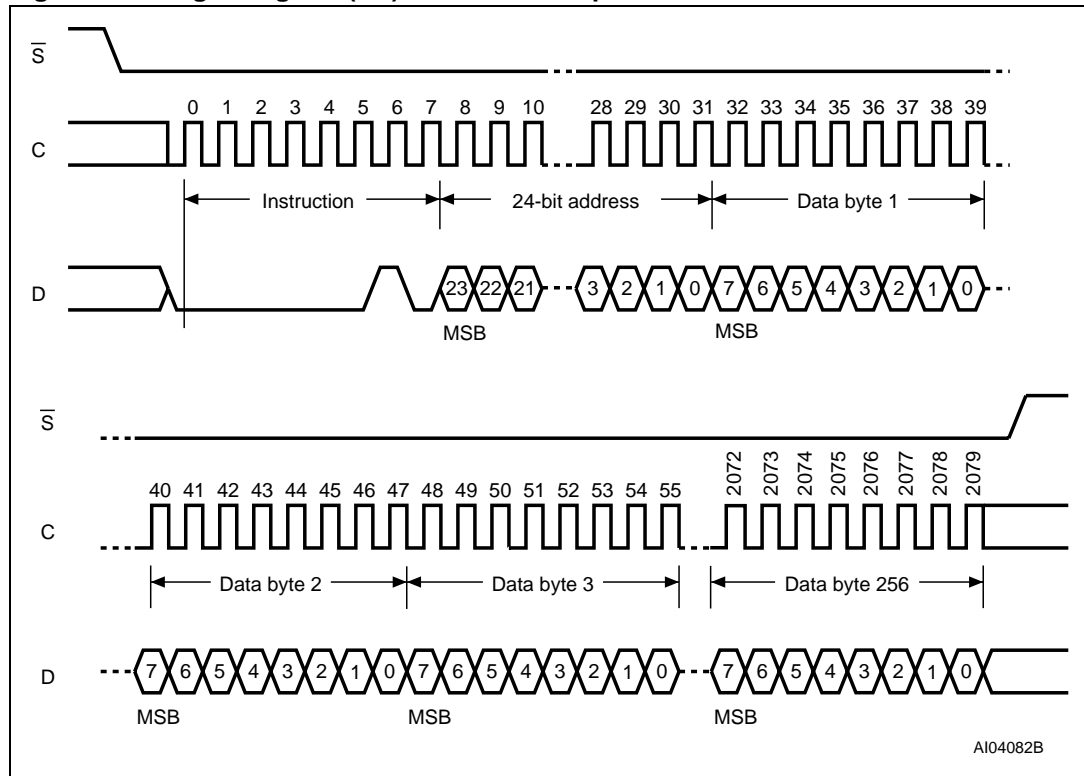 S
0 1 2 3 4 5 6 7 8 9 10 28 29 30 31 32 33 34 35 36 37 38 39
C
Instruction 24-bit address Data byte 1
D
23 22 21 3 2 1 0 7 6 5 4 3 2 1 0
MSB MSB
S
40 41 42 43 44 45 46 47 48 49 50 51 52 53 54 55 2072 2073 2074 2075 2076 2077 2078 2079
C
Data byte 2 Data byte 3 Data byte 256
D
7 6 5 4 3 2 1 0 7 6 5 4 3 2 1 0 7 6 5 4 3 2 1 0
MSB MSB MSB
AI04082B